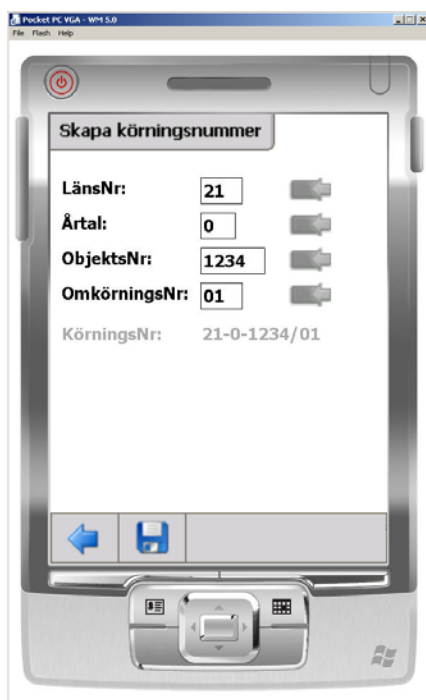 Pocket PC VGA - WM 5.0
File Flash Help
Skapa körningsnummer
LänsNr: 21
Årtal: 0
ObjektsNr: 1234
OmkörningsNr: 01
KörningsNr: 21-0-1234/01